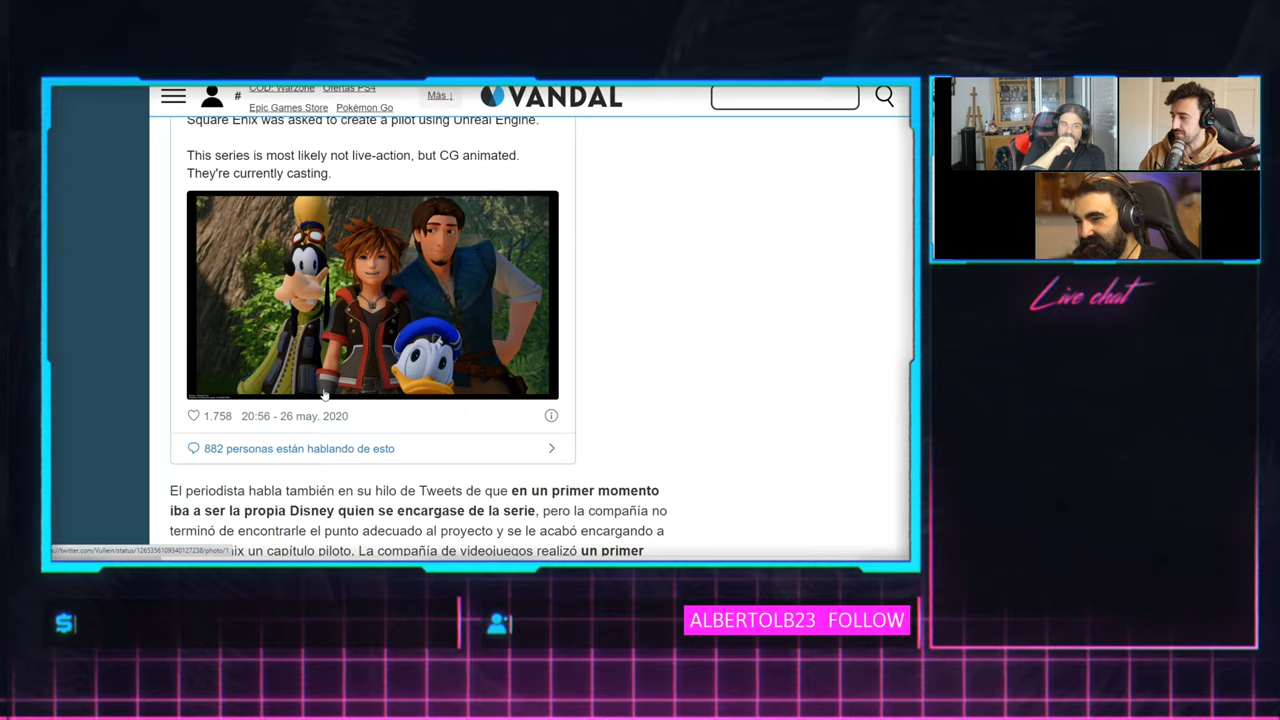 #
COD: Warzone
Ofertas PS4
Epic Games Store
Pokémon Go
Más ↓
VANDAL
Square Enix was asked to create a pilot using Unreal Engine.
This series is most likely not live-action, but CG animated.
They're currently casting.
1.758 20:56 - 26 may. 2020
882 personas están hablando de esto
El periodista habla también en su hilo de Tweets de que en un primer momento
iba a ser la propia Disney quien se encargase de la serie, pero la compañía no
terminó de encontrarle el punto adecuado al proyecto y se le acabó encargando a
ix un capítulo piloto. La compañía de videojuegos realizó un primer
Live chat
$
ALBERTOLB23 FOLLOW